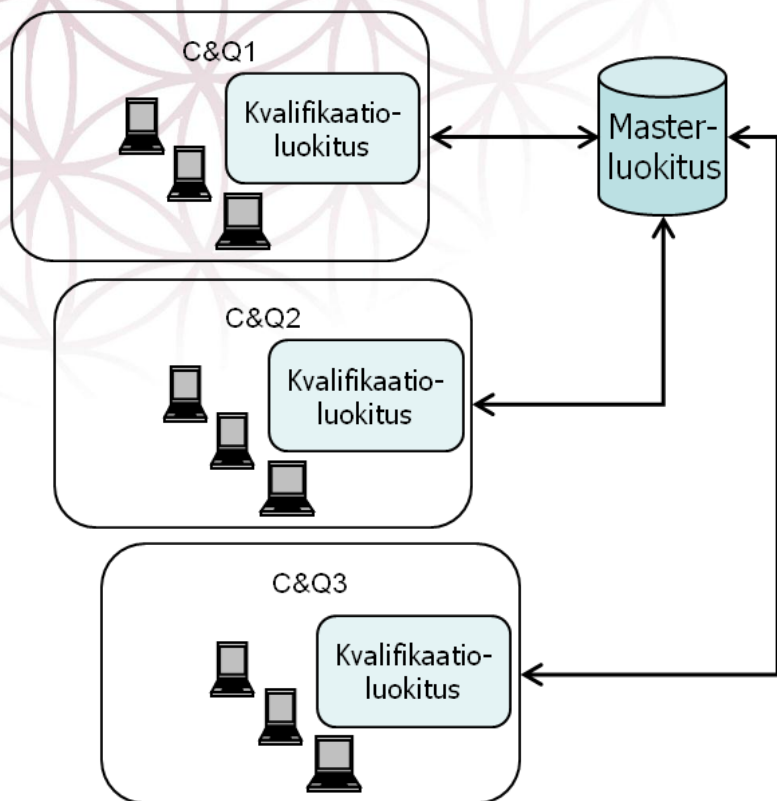 C&Q1
Kvalifikaatio-
luokitus
Master-
luokitus
C&Q2
Kvalifikaatio-
luokitus
C&Q3
Kvalifikaatio-
luokitus